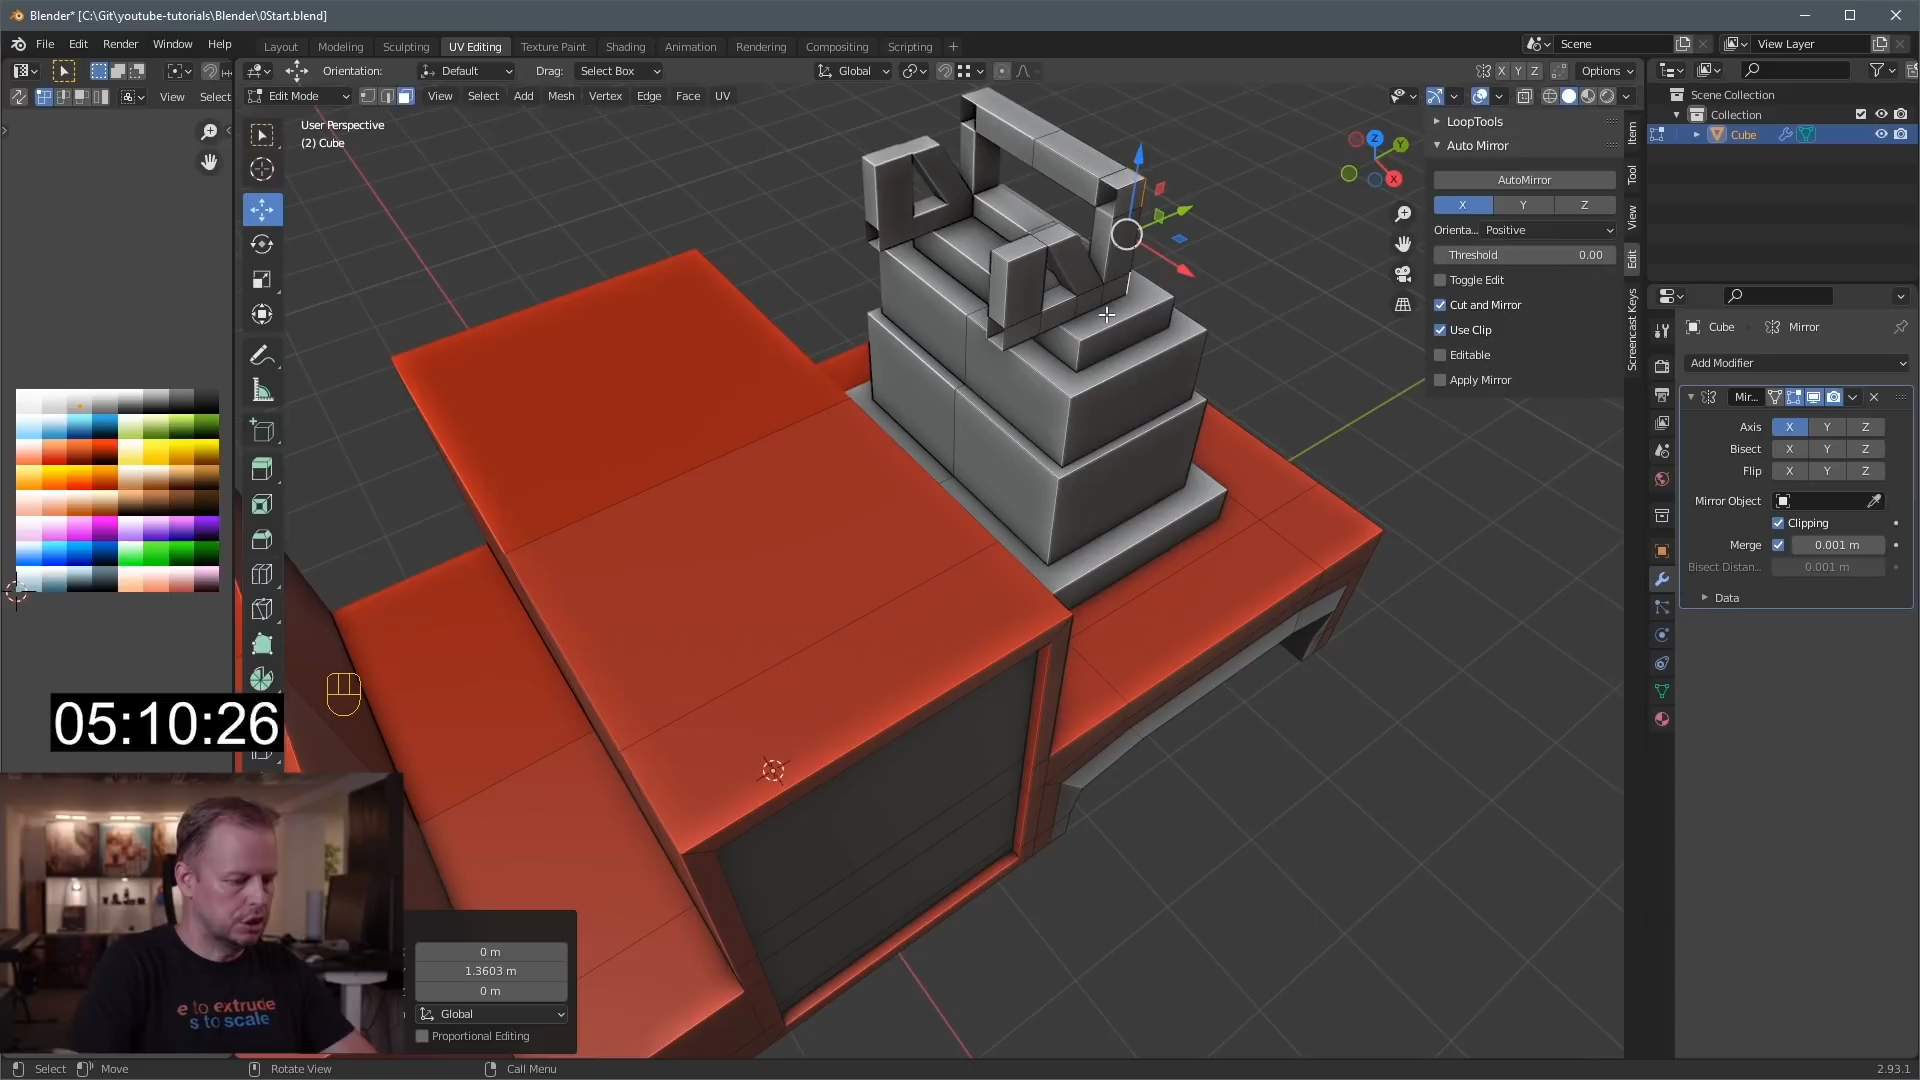 Blender* [C:\Git\youtube-tutorials\Blender\0Start.blend]
File Edit Render Window Help
Layout Modeling Sculpting UV Editing Texture Paint Shading Animation Rendering Compositing Scripting +
Scene
View Layer
Orientation: Default Drag: Select Box
Global
X Y Z
Options
View Select
Edit Mode
View Select Add Mesh Vertex Edge Face UV
User Perspective
(2) Cube
LoopTools
Auto Mirror
AutoMirror
X Y Z
Orienta... Positive
Threshold 0.00
Toggle Edit
Cut and Mirror
Use Clip
Editable
Apply Mirror
Item
Tool
View
Edit
Screencast Keys
Z
Y
X
Scene Collection
Collection
Cube
Cube Mirror
Add Modifier
Mir...
Axis X Y Z
Bisect X Y Z
Flip X Y Z
Mirror Object
Clipping
Merge 0.001 m
Bisect Distan... 0.001 m
Data
05:10:26
e to extrude
s to scale
0 m
1.3603 m
0 m
Global
Proportional Editing
Select Move Rotate View Call Menu
2.93.1